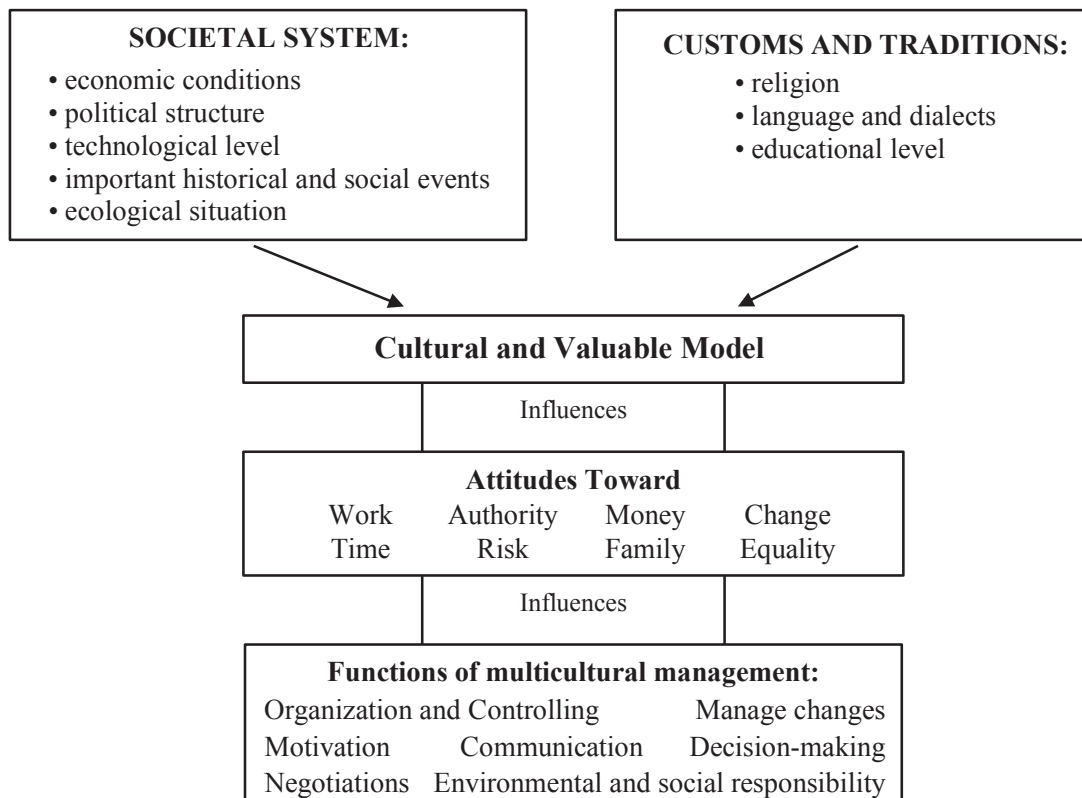 SOCIETAL SYSTEM:
• economic conditions
• political structure
• technological level
• important historical and social events
• ecological situation
CUSTOMS AND TRADITIONS:
• religion
• language and dialects
• educational level
Cultural and Valuable Model
Influences
Attitudes Toward
Work Authority Money Change
Time Risk Family Equality
Influences
Functions of multicultural management:
Organization and Controlling Manage changes
Motivation Communication Decision-making
Negotiations Environmental and social responsibility